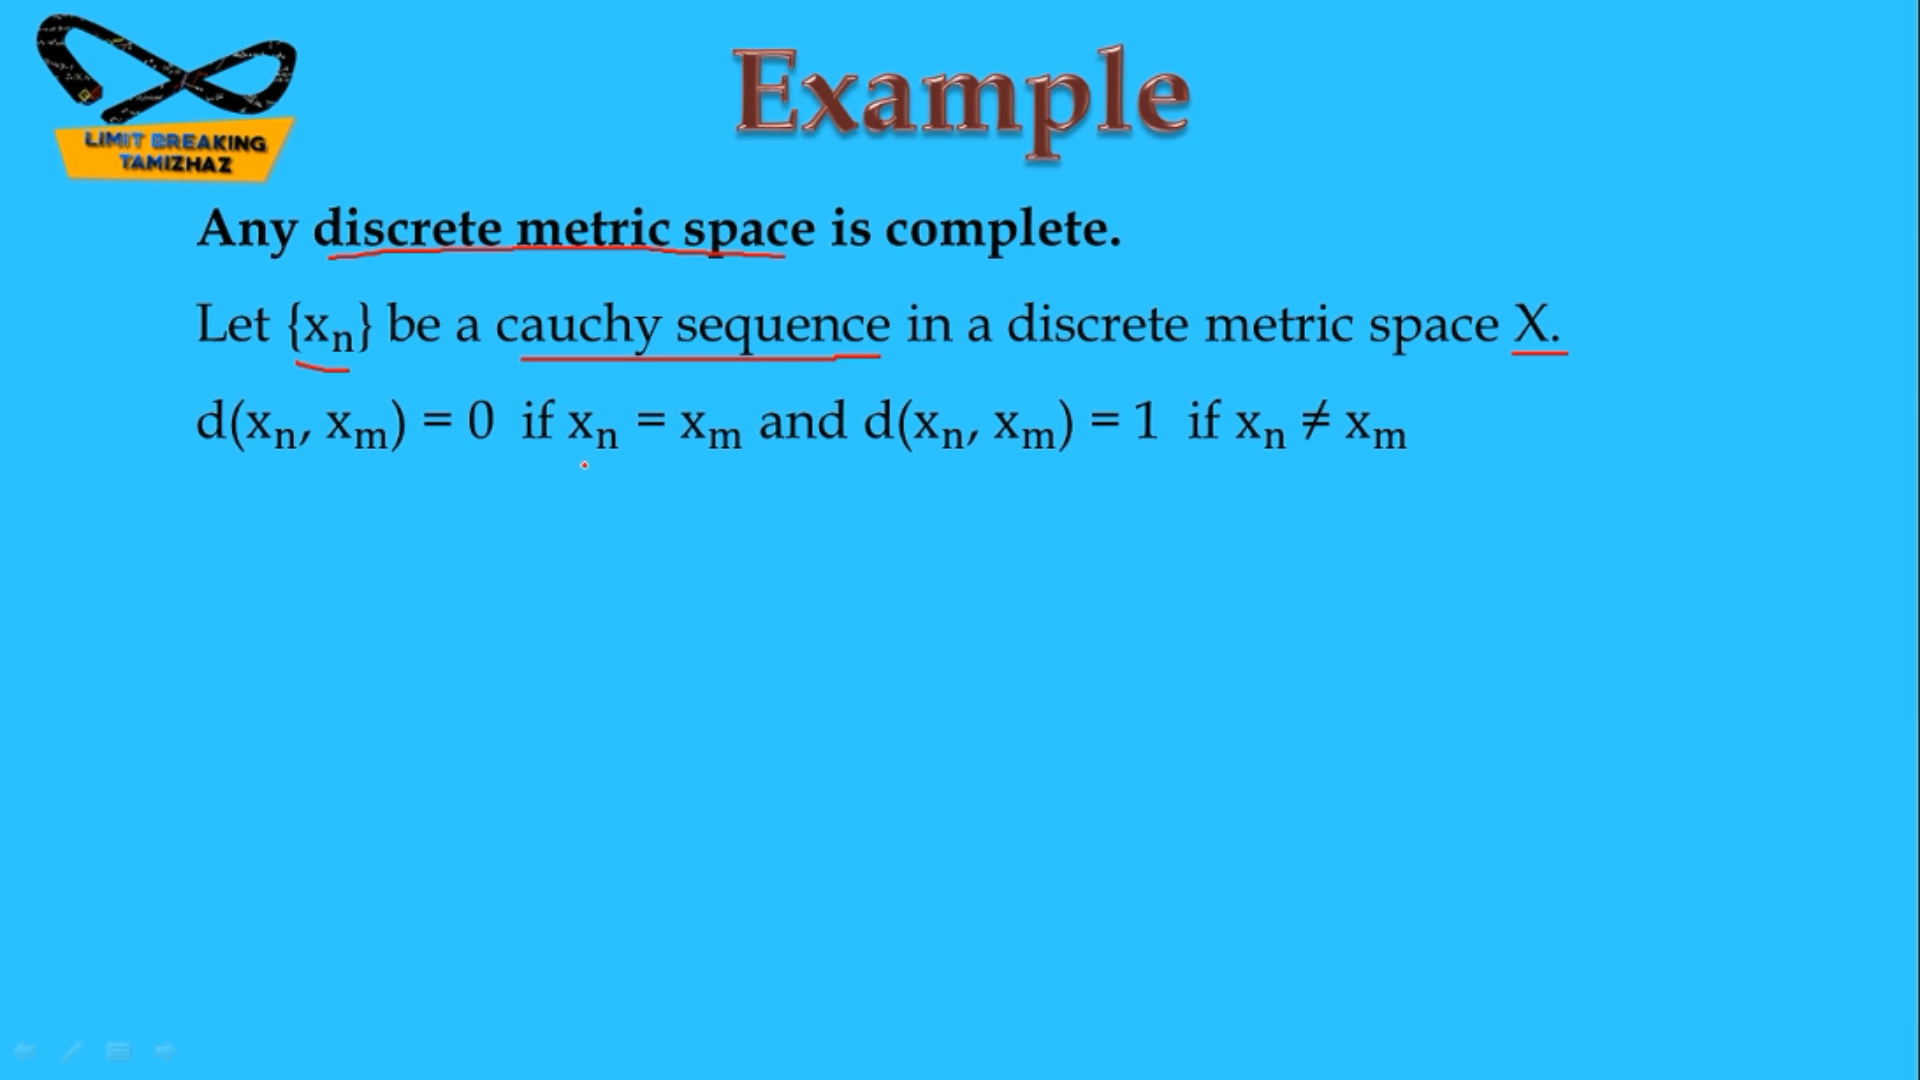 LIMIT BREAKING
TAMIZHAZ
Example
Any discrete metric space is complete.
Let {xₙ} be a cauchy sequence in a discrete metric space X.
d(xₙ, xₘ) = 0 if xₙ = xₘ and d(xₙ, xₘ) = 1 if xₙ ≠ xₘ